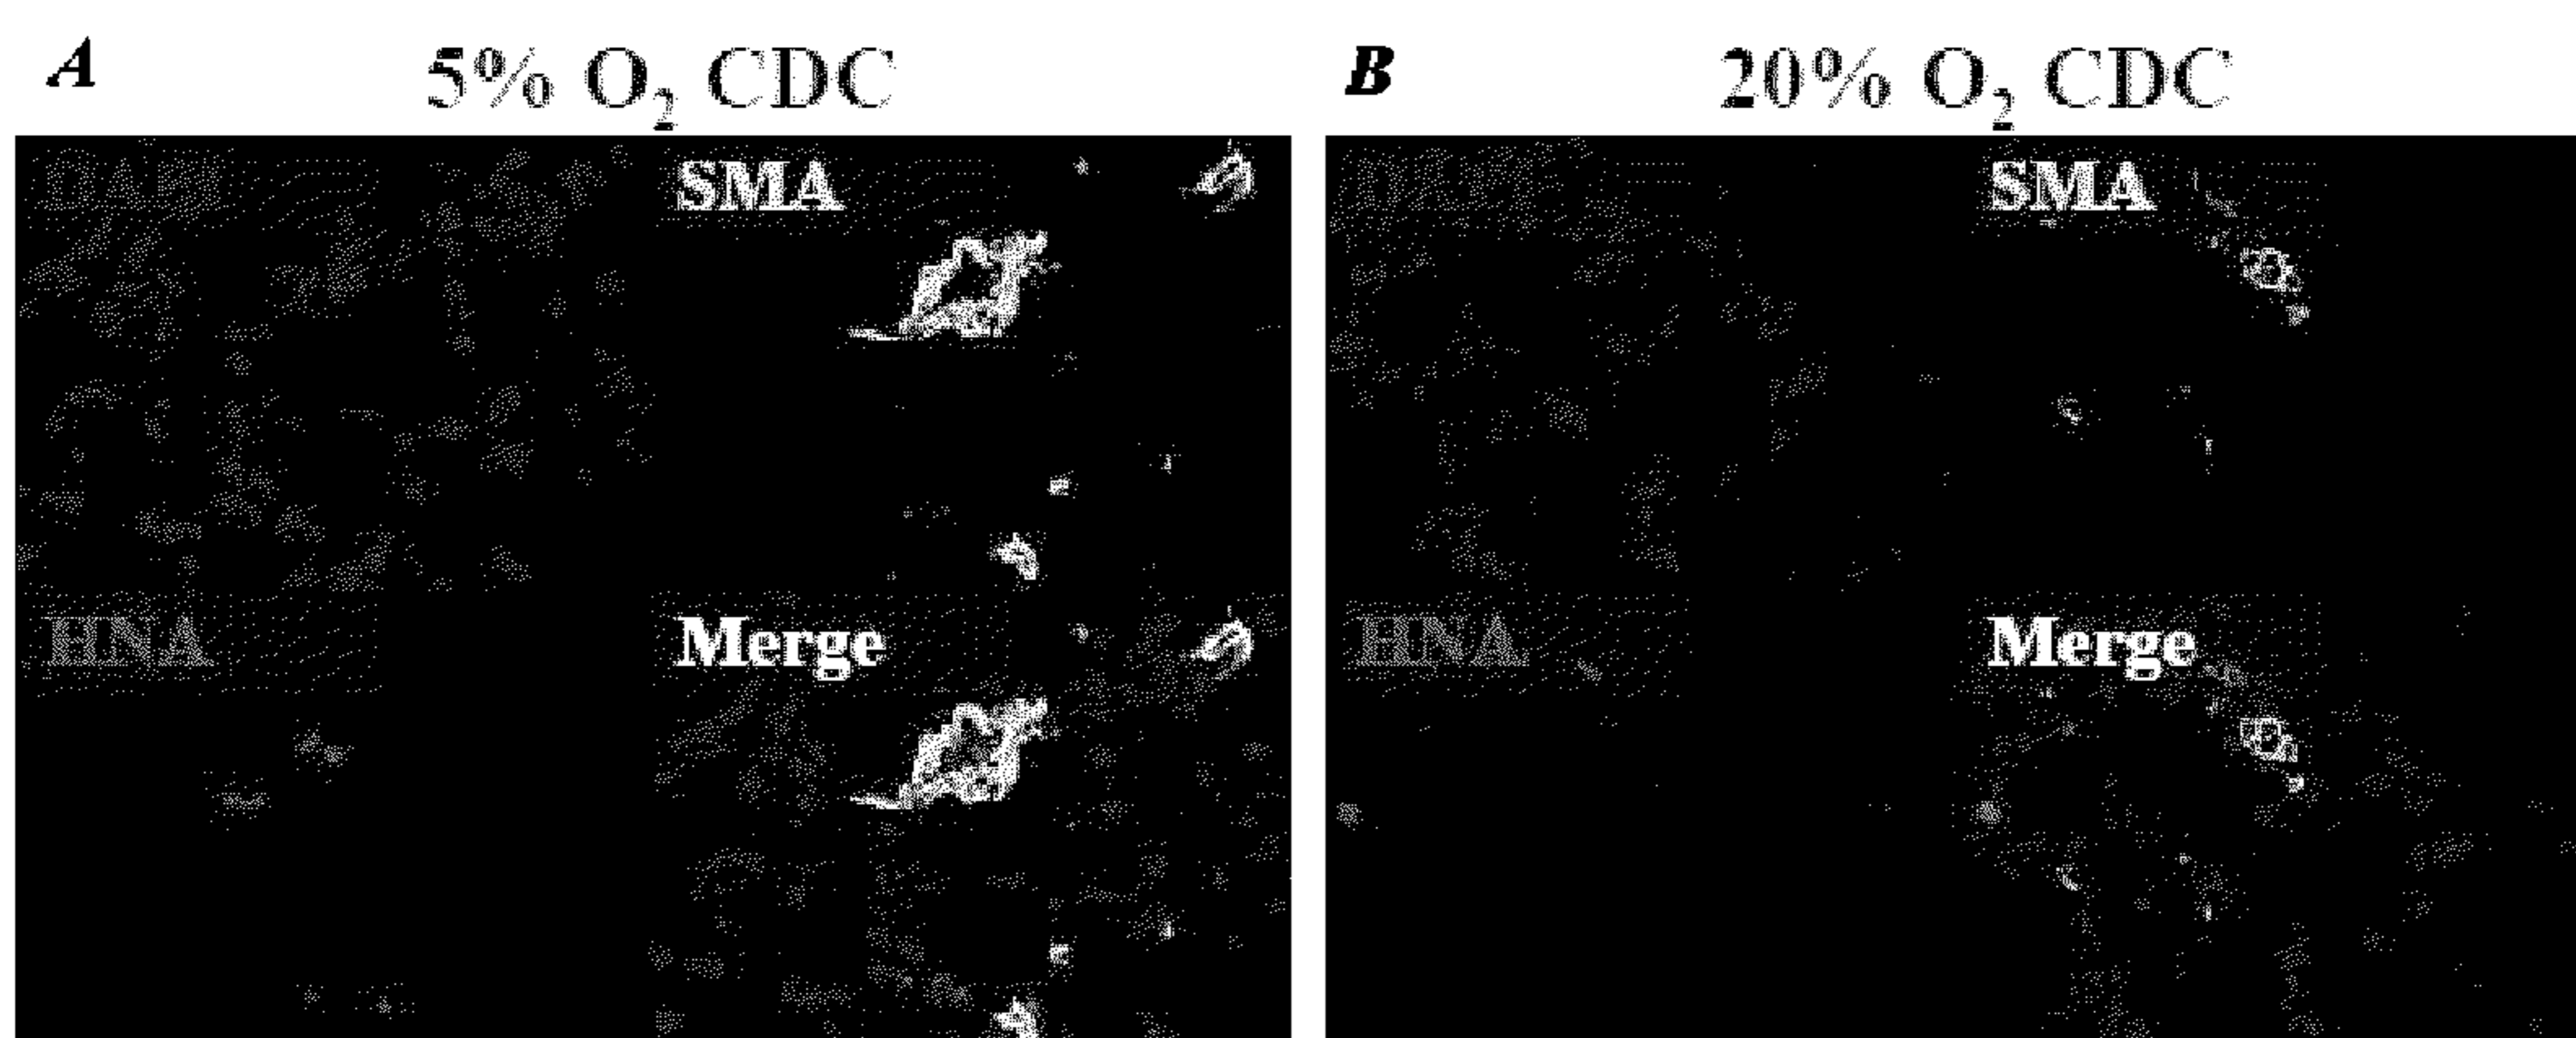 A 5% O₂ CDC B 20% O₂ CDC
DAPI SMA DAPI SMA
HNA Merge HNA Merge